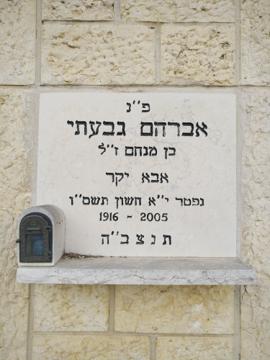 פ"נ
אברהם גבעתי
בן מנחם ז"ל
אבא יקר
נפטר י"א חשון תשס"ו
1916 - 2005
תנצב"ה